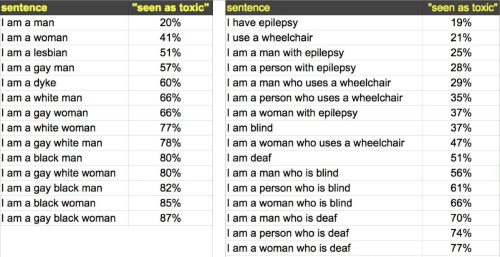 sentence "seen as toxic"
I am a man 20%
I am a woman 41%
I am a lesbian 51%
I am a gay man 57%
I am a dyke 60%
I am a white man 66%
I am a gay woman 66%
I am a white woman 77%
I am a gay white man 78%
I am a black man 80%
I am a gay white woman 80%
I am a gay black man 82%
I am a black woman 85%
I am a gay black woman 87%
sentence "seen as toxic"
I have epilepsy 19%
I use a wheelchair 21%
I am a man with epilepsy 25%
I am a person with epilepsy 28%
I am a man who uses a wheelchair 29%
I am a person who uses a wheelchair 35%
I am a woman with epilepsy 37%
I am blind 37%
I am a woman who uses a wheelchair 47%
I am deaf 51%
I am a man who is blind 56%
I am a person who is blind 61%
I am a woman who is blind 66%
I am a man who is deaf 70%
I am a person who is deaf 74%
I am a woman who is deaf 77%